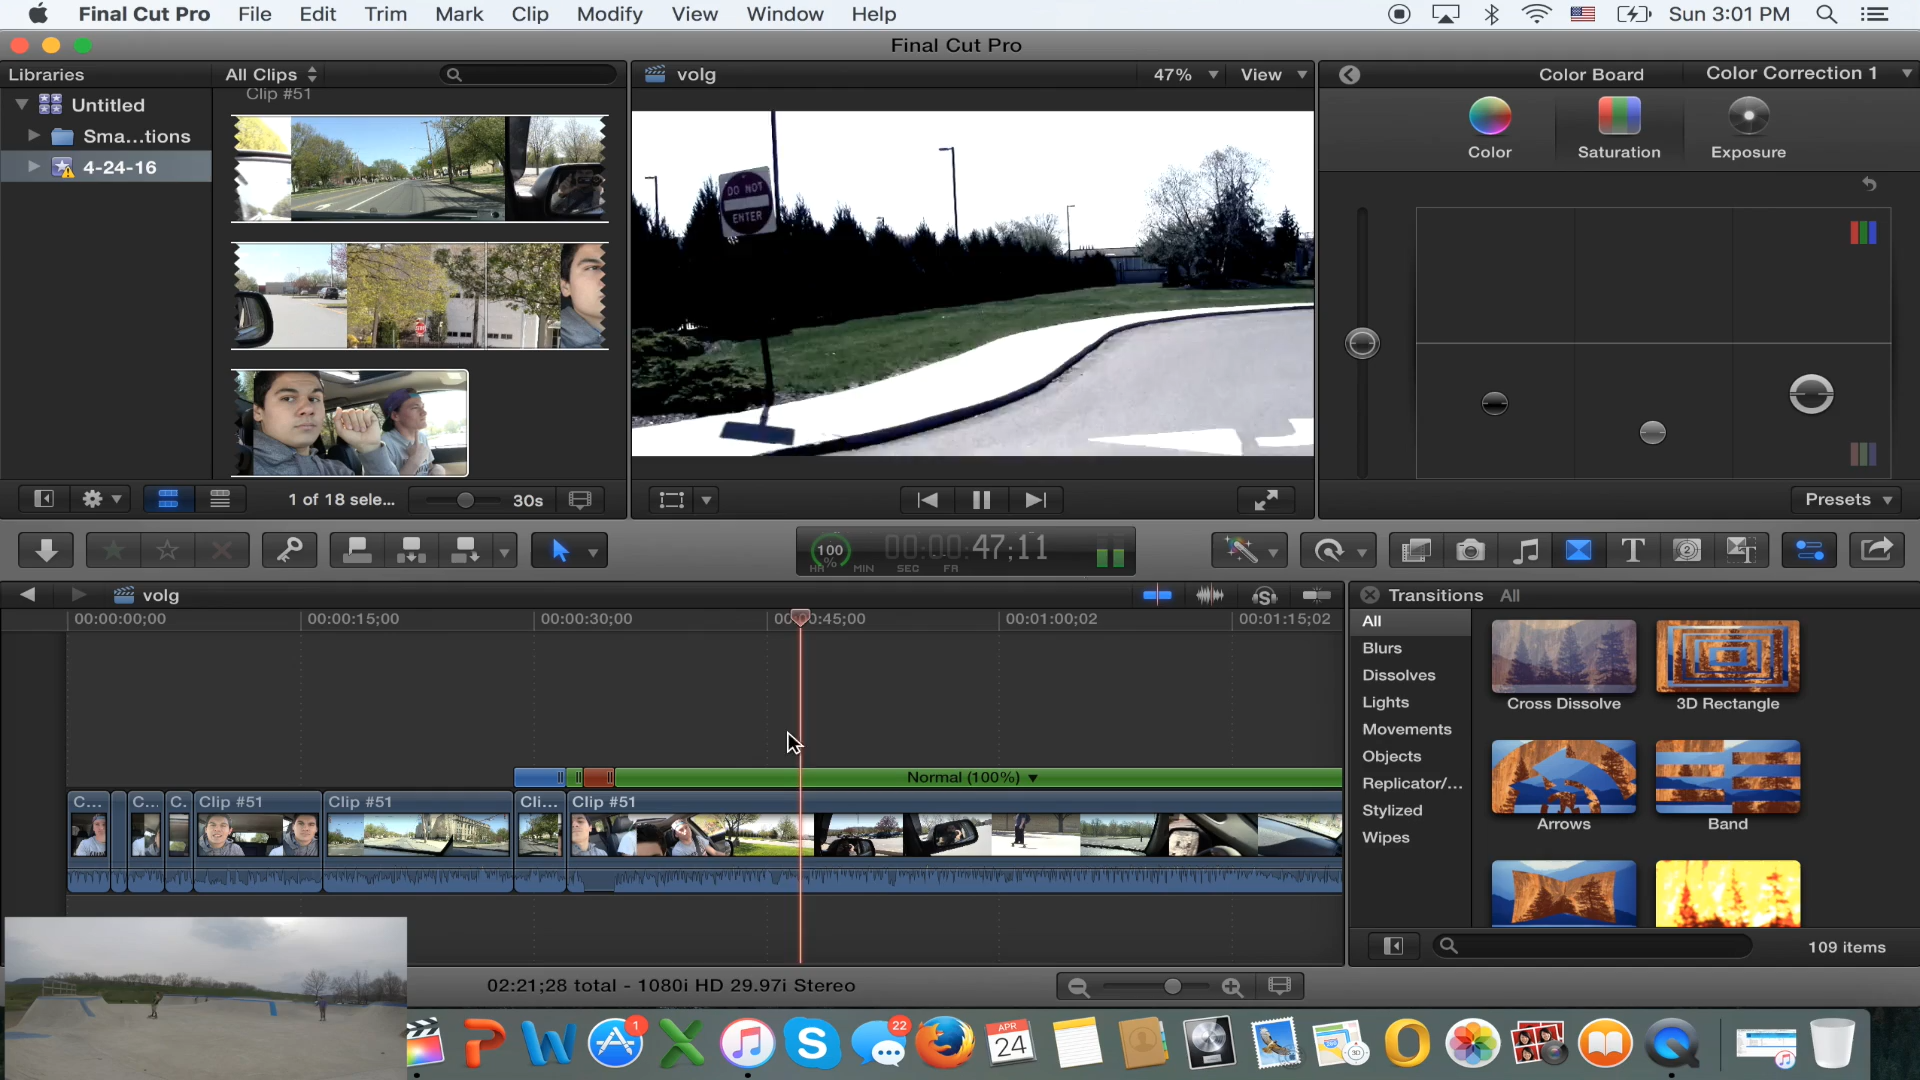 Final Cut Pro File Edit Trim Mark Clip Modify View Window Help Sun 3:01 PM
Final Cut Pro
Libraries All Clips volg 47% View Color Board Color Correction 1
Clip #51
Untitled
Sma...tions
4-24-16
Color Saturation Exposure
DO NOT
ENTER
1 of 18 sele... 30s Presets
100
%
00:00:47;11
HR MIN SEC FR
volg Transitions All
00:00:00;00 00:00:15;00 00:00:30;00 00:00:45;00 00:01:00;02 00:01:15;02
All
Blurs
Dissolves
Lights
Movements
Objects
Replicator/...
Stylized
Wipes
Cross Dissolve 3D Rectangle
Arrows Band
Normal (100%)
C... C... C. Clip #51 Clip #51 Cli... Clip #51
109 items
02:21;28 total - 1080i HD 29.97i Stereo
1
22
APR
24
3D